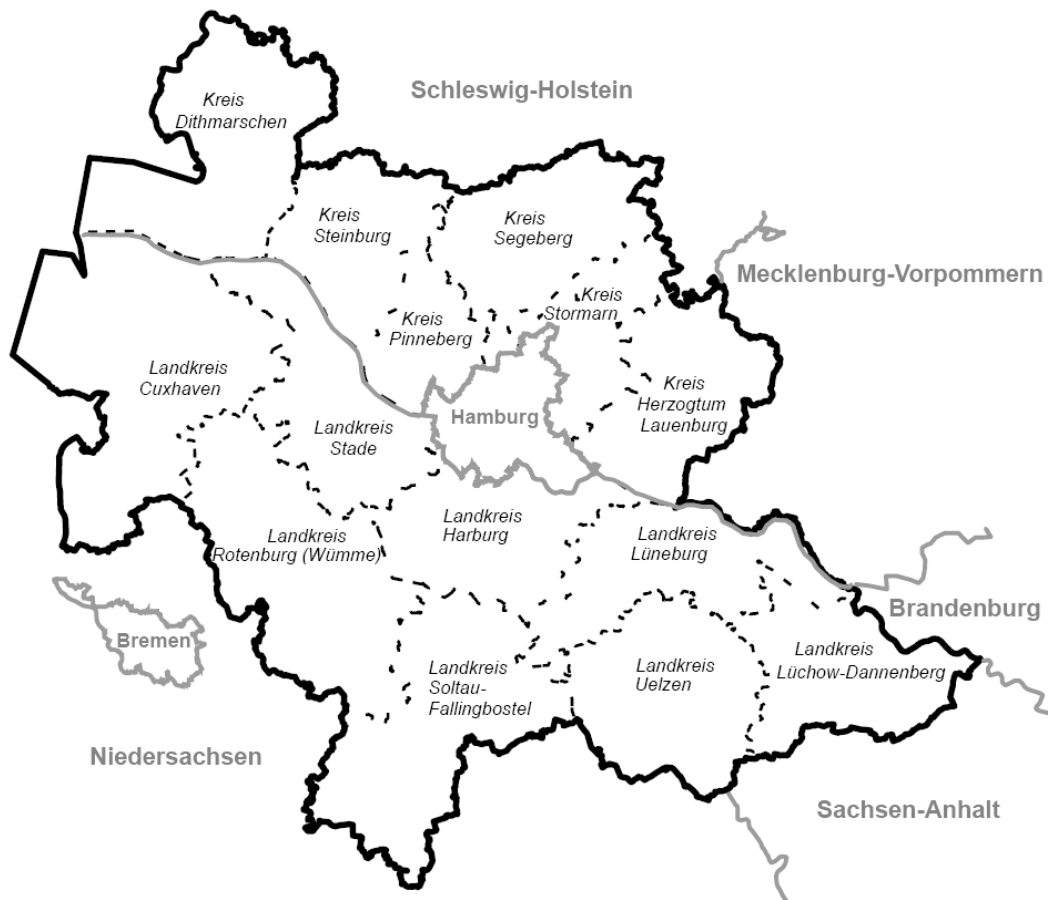 Schleswig-Holstein
Kreis
Dithmarschen
Kreis
Steinburg
Kreis
Segeberg
Mecklenburg-Vorpommern
Kreis
Stormarn
Kreis
Pinneberg
Landkreis
Cuxhaven
Kreis
Herzogtum
Lauenburg
Hamburg
Landkreis
Stade
Landkreis
Rotenburg (Wümme)
Landkreis
Harburg
Landkreis
Lüneburg
Brandenburg
Bremen
Landkreis
Soltau-
Fallingbostel
Landkreis
Uelzen
Landkreis
Lüchow-Dannenberg
Niedersachsen
Sachsen-Anhalt